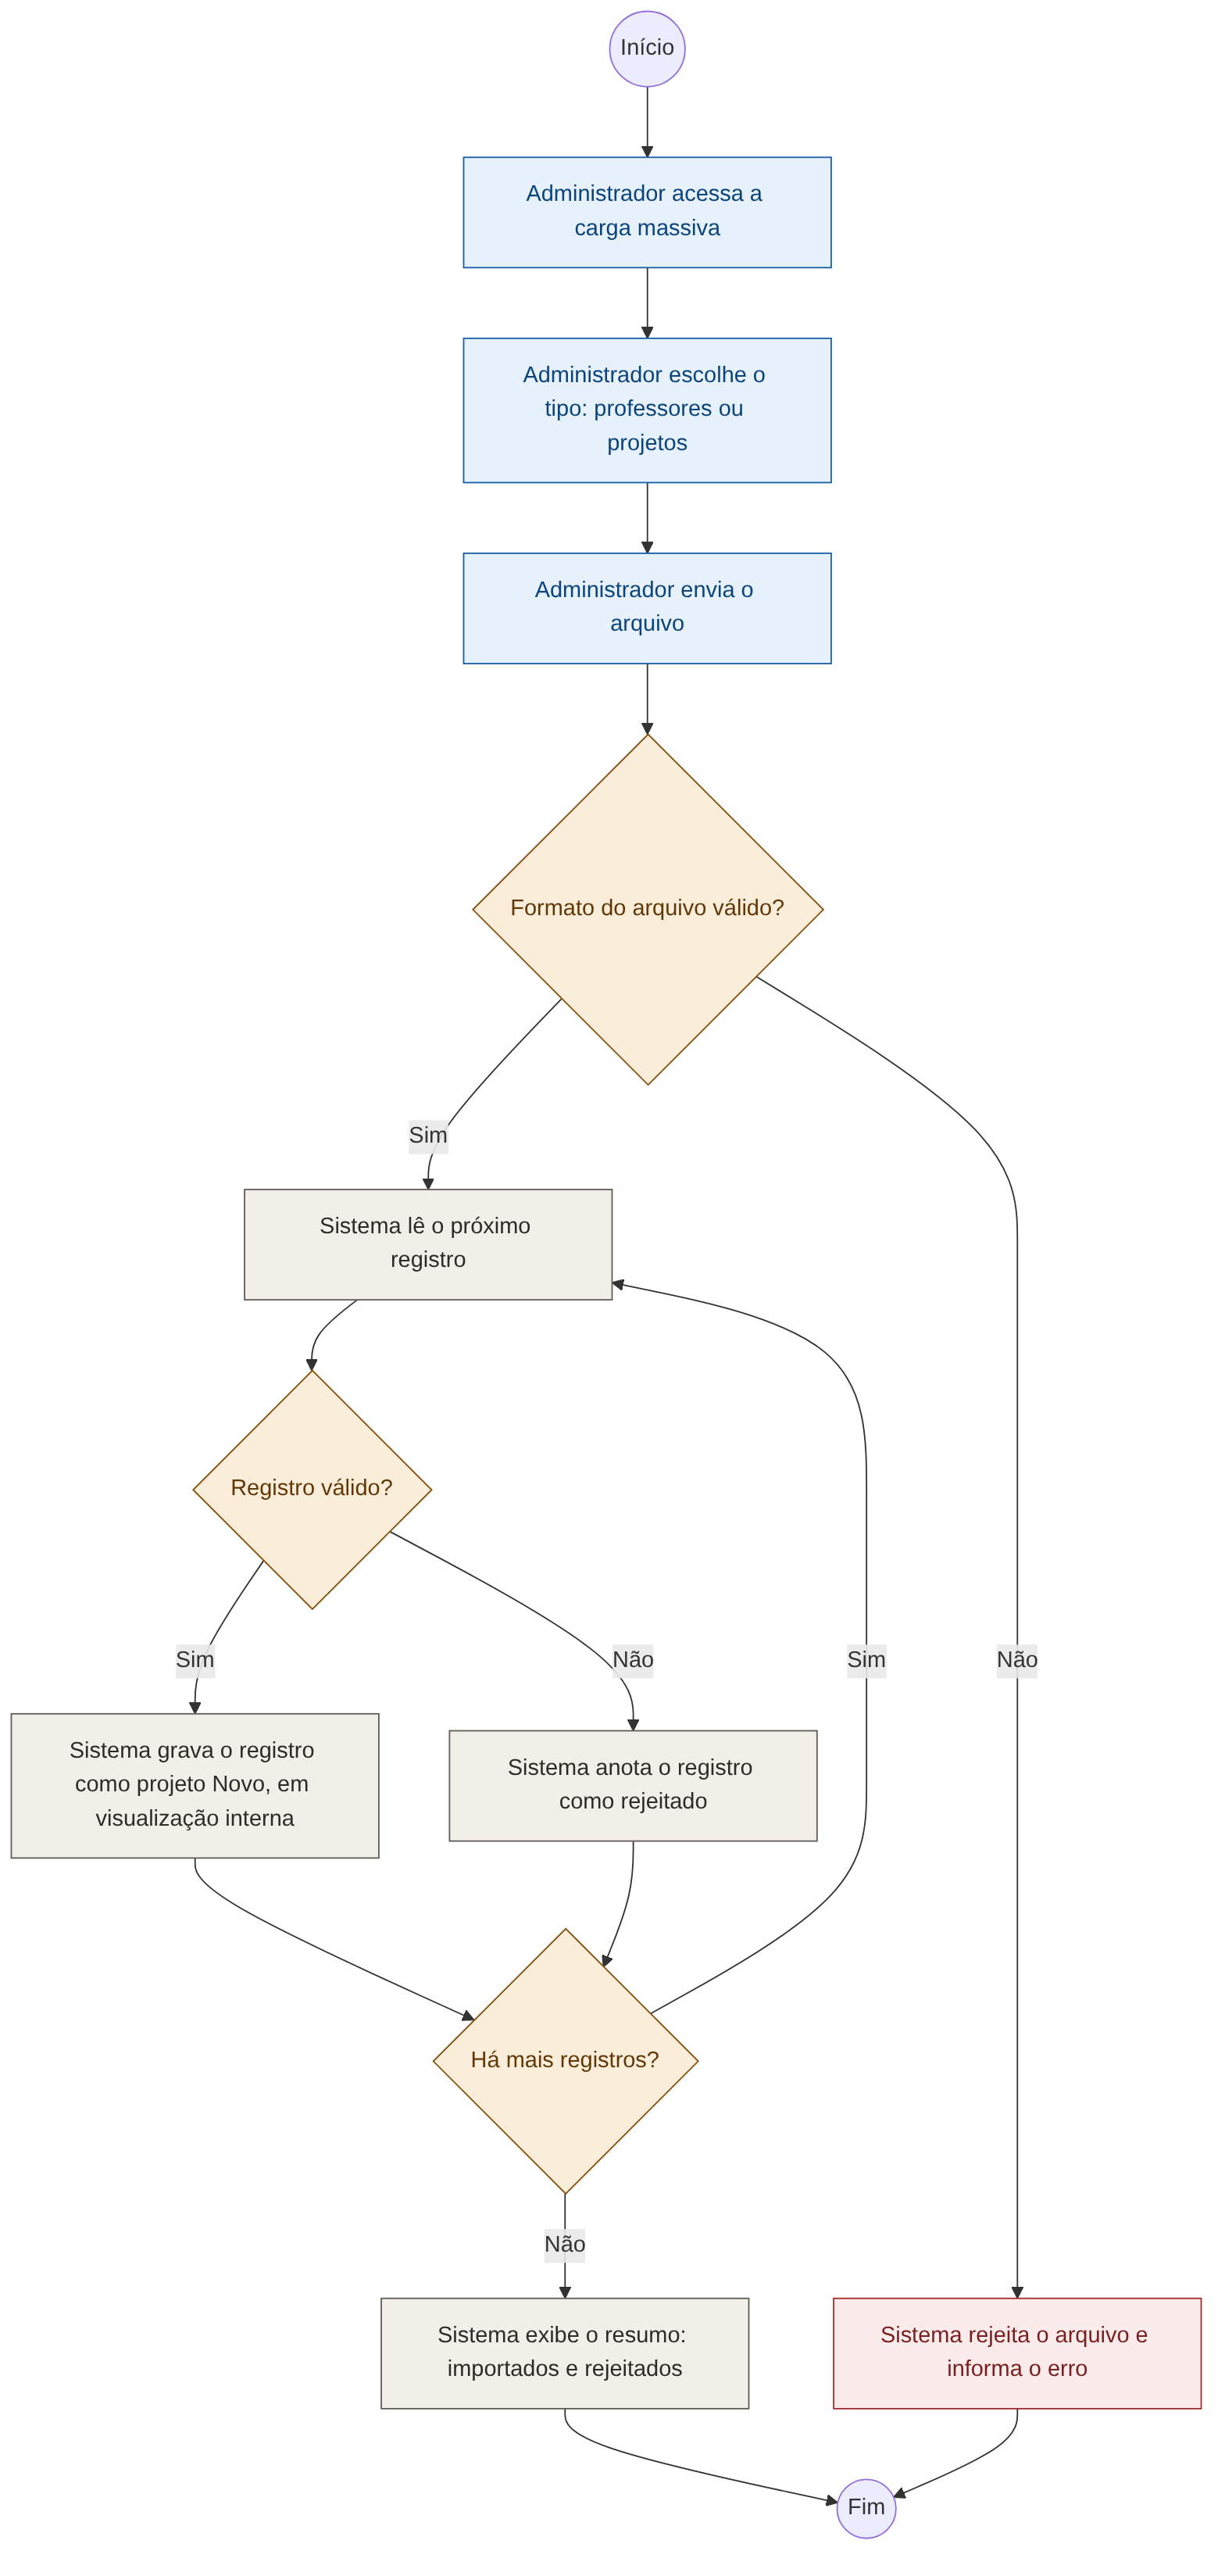 Início
Administrador acessa a
carga massiva
Administrador escolhe o
tipo: professores ou
projetos
Administrador envia o
arquivo
Formato do arquivo válido?
Sim
Sistema lê o próximo
registro
Registro válido?
Sim
Não
Sim
Não
Sistema grava o registro
como projeto Novo, em
visualização interna
Sistema anota o registro
como rejeitado
Há mais registros?
Não
Sistema exibe o resumo:
importados e rejeitados
Sistema rejeita o arquivo e
informa o erro
Fim